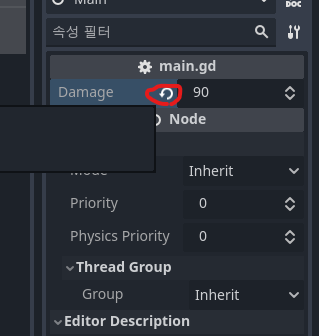 Main
DOC
속성 필터
main.gd
Damage 90
Node
Mode Inherit
Priority 0
Physics Priority 0
Thread Group
Group Inherit
Editor Description